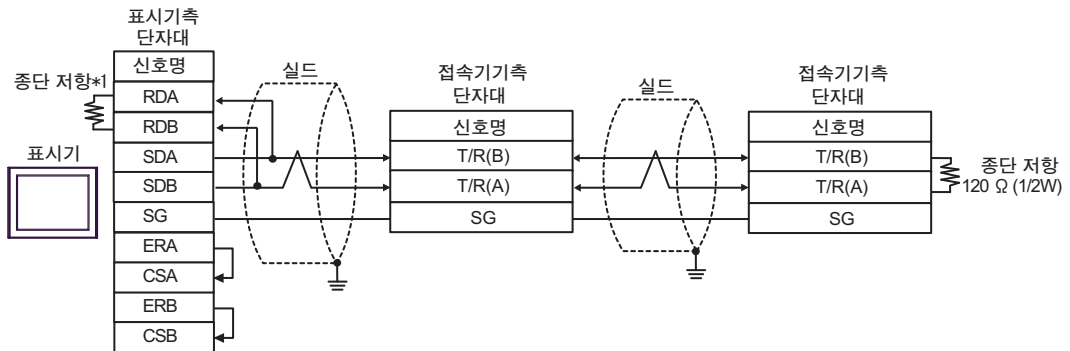 표시기측
단자대
신호명
종단 저항*1
RDA
RDB
표시기
SDA
SDB
SG
ERA
CSA
ERB
CSB
실드
접속기기측
단자대
신호명
T/R(B)
T/R(A)
SG
실드
접속기기측
단자대
신호명
T/R(B)
T/R(A)
SG
종단 저항
120 Ω (1/2W)